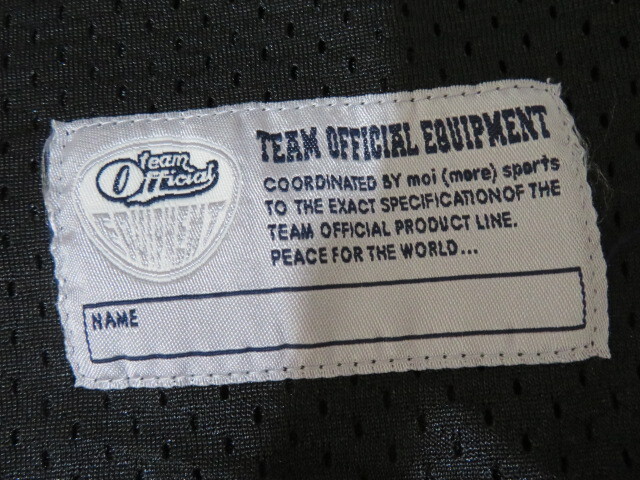 team
Official
EQUIPMENT
TEAM OFFICIAL EQUIPMENT
COORDINATED BY moi (more) sports
TO THE EXACT SPECIFICATION OF THE
TEAM OFFICIAL PRODUCT LINE.
PEACE FOR THE WORLD...
NAME